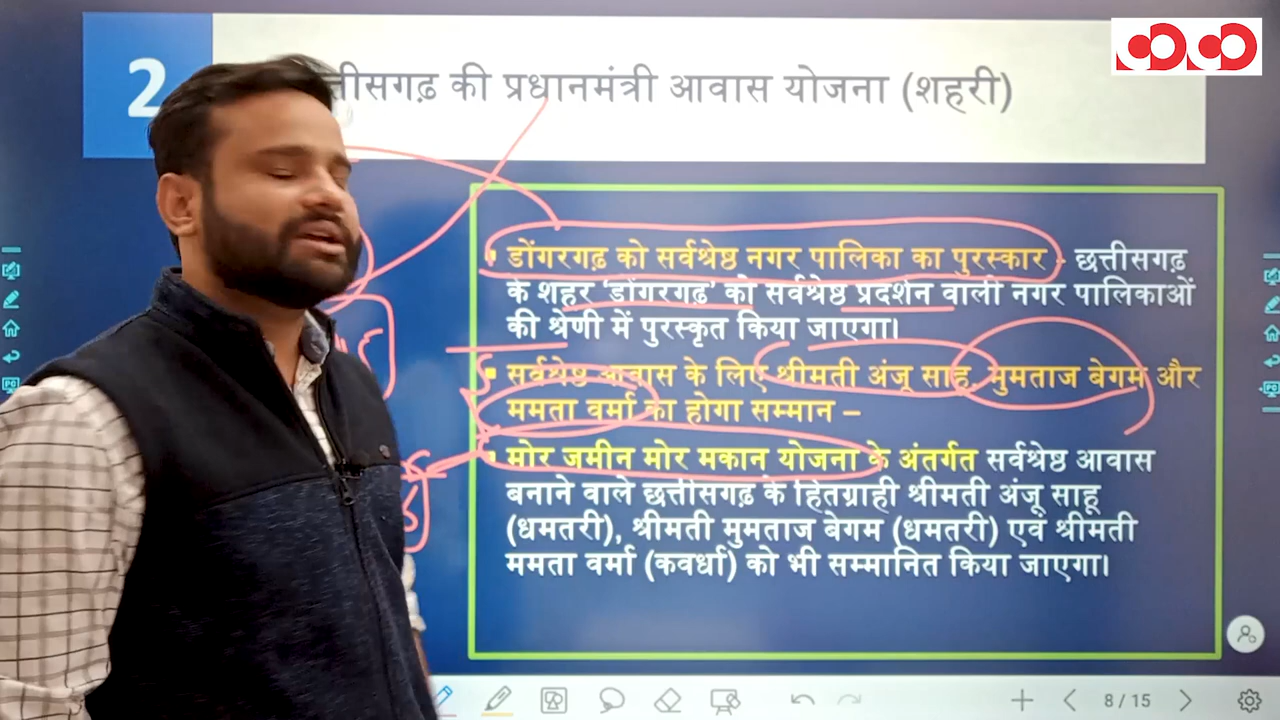 2
त्तीसगढ़ की प्रधानमंत्री आवास योजना (शहरी)
▪ डोंगरगढ़ को सर्वश्रेष्ठ नगर पालिका का पुरस्कार - छत्तीसगढ़
के शहर ‘डोंगरगढ़’ को सर्वश्रेष्ठ प्रदर्शन वाली नगर पालिकाओं
की श्रेणी में पुरस्कृत किया जाएगा।
▪ सर्वश्रेष्ठ आवास के लिए श्रीमती अंजू साहू, मुमताज बेगम और
ममता वर्मा का होगा सम्मान –
▪ मोर जमीन मोर मकान योजना के अंतर्गत सर्वश्रेष्ठ आवास
बनाने वाले छत्तीसगढ़ के हितग्राही श्रीमती अंजू साहू
(धमतरी), श्रीमती मुमताज बेगम (धमतरी) एवं श्रीमती
ममता वर्मा (कवर्धा) को भी सम्मानित किया जाएगा।
8 / 15